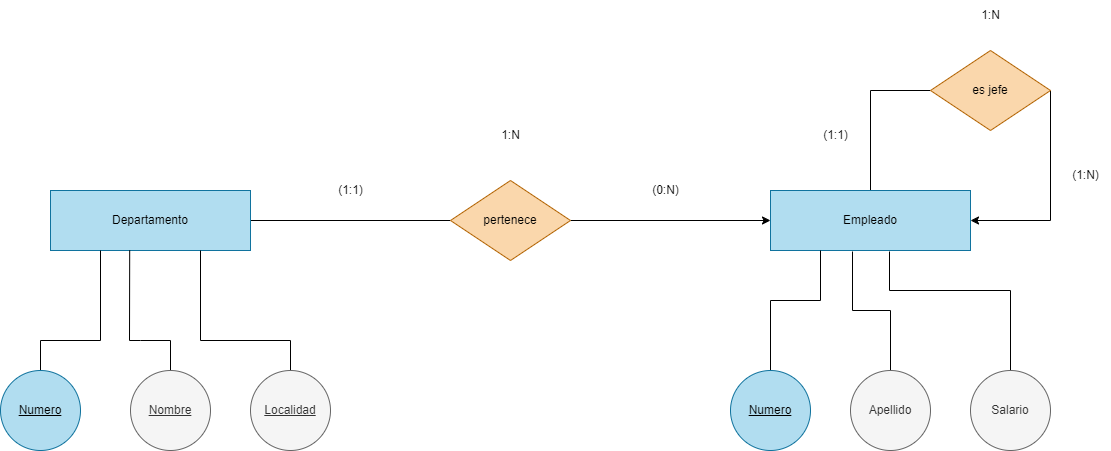 1:N
es jefe
1:N
(1:1)
(1:N)
(1:1)
(0:N)
Departamento
pertenece
Empleado
Numero
Nombre
Localidad
Numero
Apellido
Salario